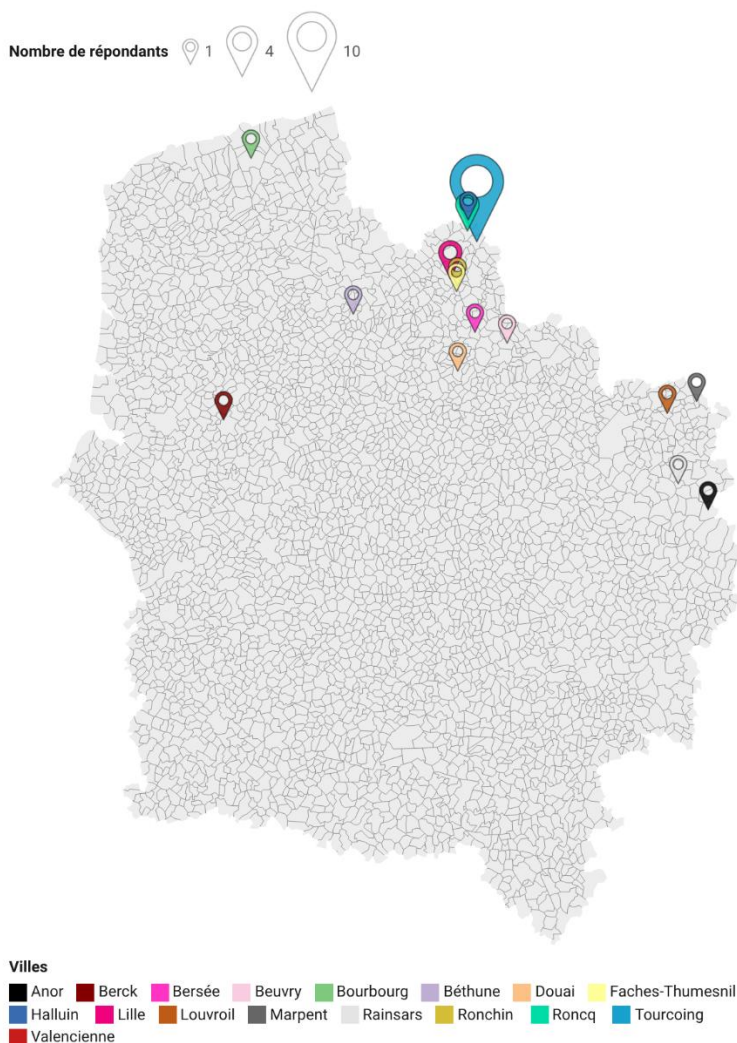 Nombre de répondants 1 4 10
Villes
Anor Berck Bersée Beuvry Bourbourg Béthune Douai Faches-Thumesnil
Halluin Lille Louvroil Marpent Rainsars Ronchin Roncq Tourcoing
Valencienne